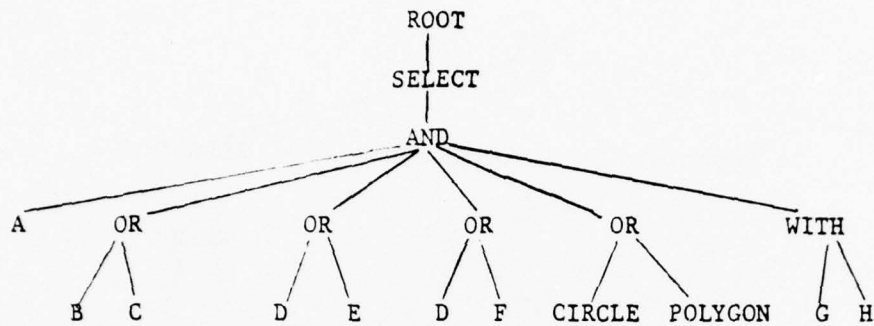 ROOT
SELECT
AND
A OR OR OR OR WITH
B C D E D F CIRCLE POLYGON G H